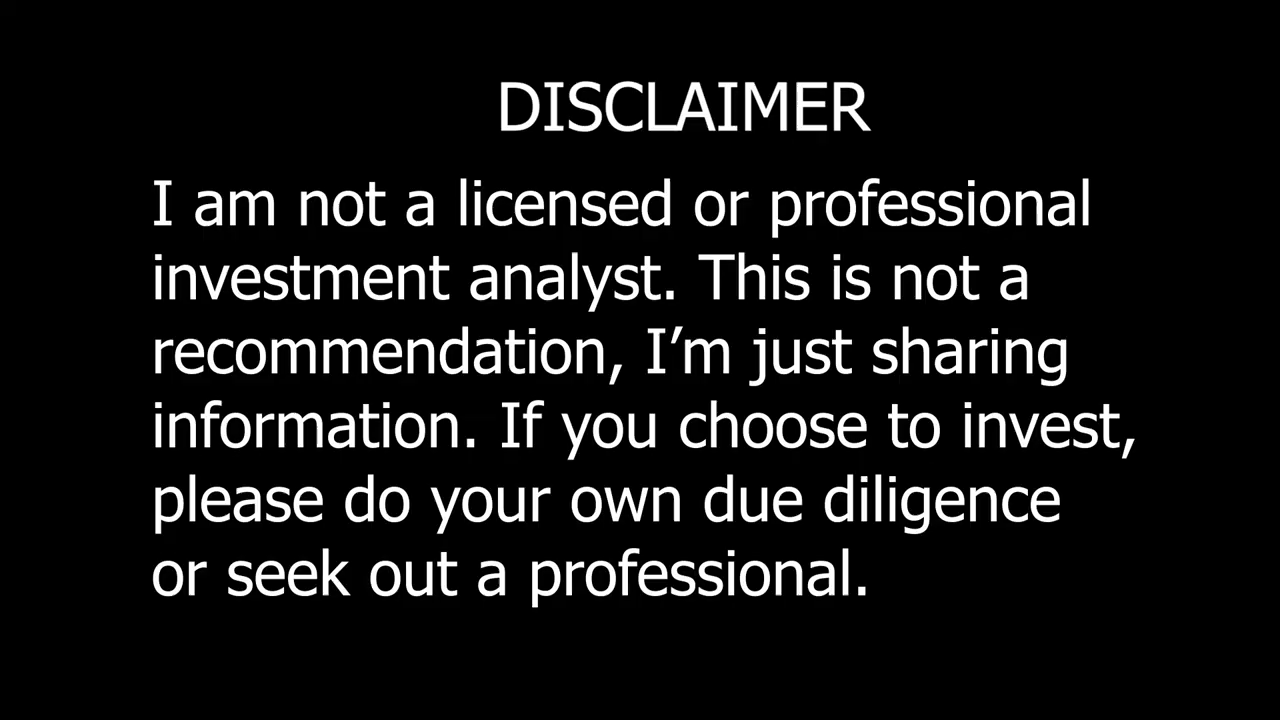 DISCLAIMER
I am not a licensed or professional
investment analyst. This is not a
recommendation, I’m just sharing
information. If you choose to invest,
please do your own due diligence
or seek out a professional.